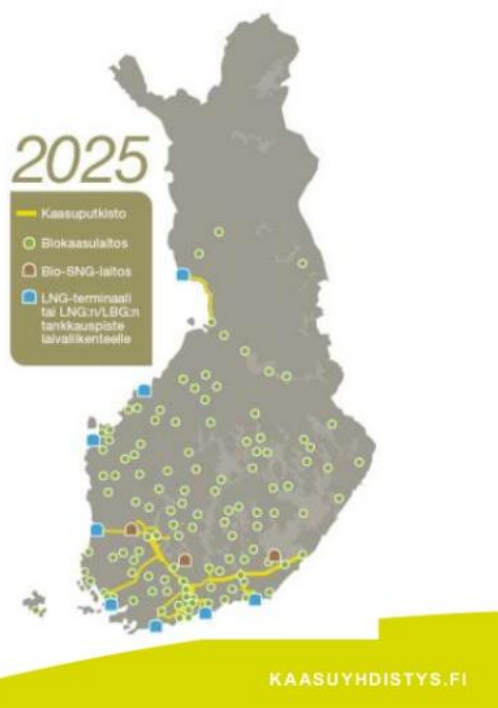 2025
Kaasuputkisto
Biokaasulaitos
Bio-SNG-laitos
LNG-terminaali
tai LNG:n/LBG:n
tankkauspiste
laivaliikenteelle
KAASUYHDISTYS.FI